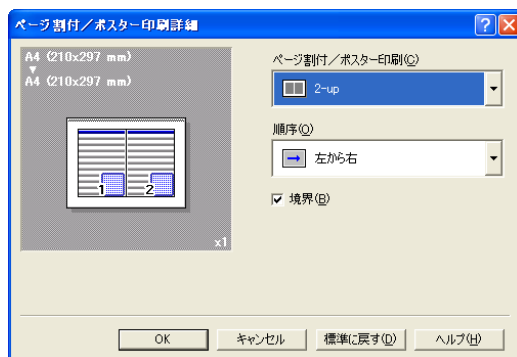 ページ割付/ポスター印刷詳細
A4 (210x297 mm)
A4 (210x297 mm)
1 2
x1
ページ割付/ポスター印刷(C)
2-up
順序(O)
左から右
境界(B)
OK キャンセル 標準に戻す(D) ヘルプ(H)